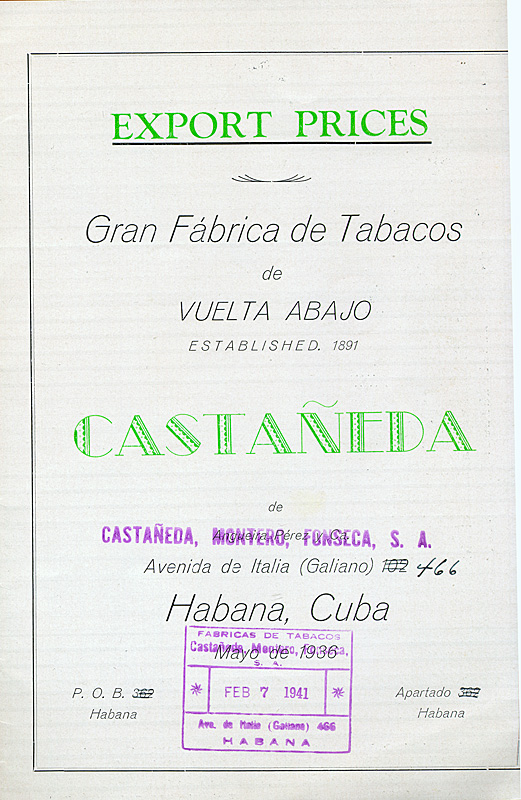 EXPORT PRICES
Gran Fábrica de Tabacos
de
VUELTA ABAJO
ESTABLISHED. 1891
CASTAÑEDA
de
Angueira Pérez y Ca.
CASTAÑEDA, MONTERO, FONSECA, S. A.
Avenida de Italia (Galiano) 102 466
Habana, Cuba
Mayo de 1936
FABRICAS DE TABACOS
Castañeda, Montero, Fonseca,
S. A.
FEB 7 1941
Ave. de Italia (Galiano) 466
HABANA
P. O. B. 362
Habana
Apartado 362
Habana